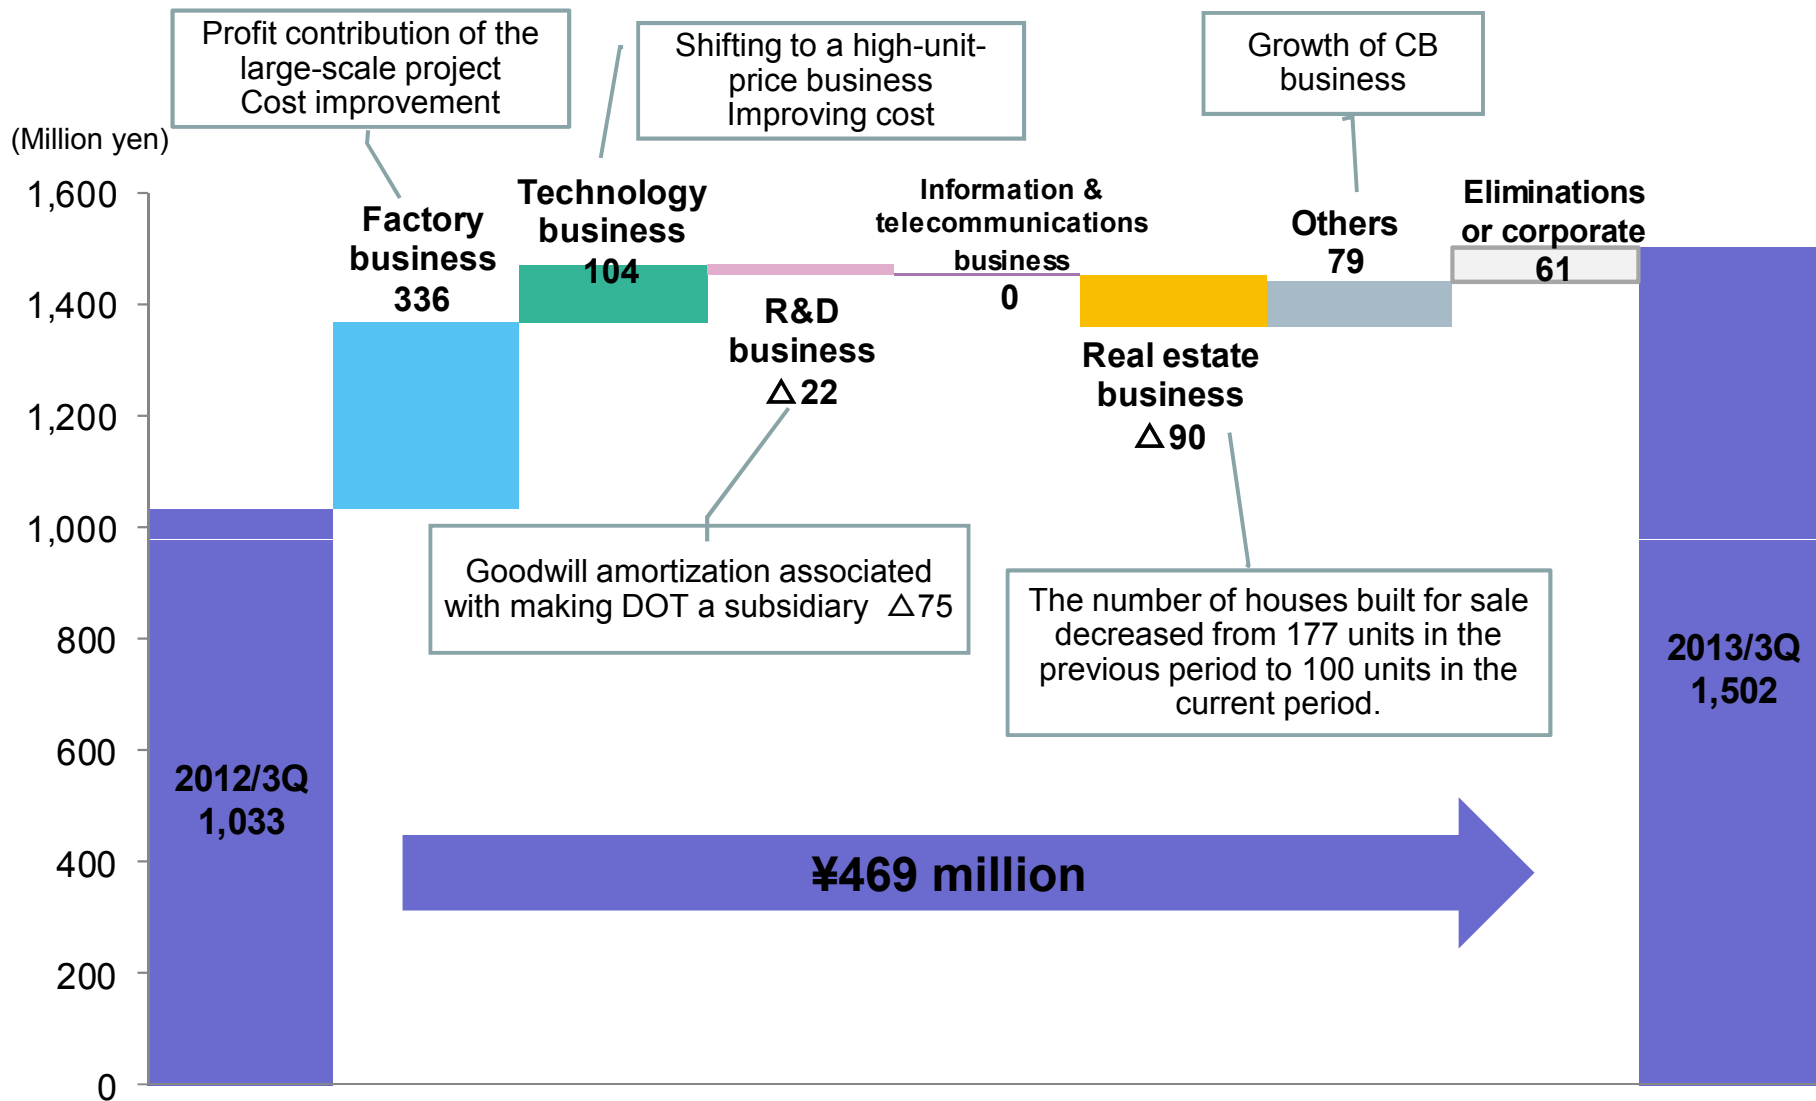 Profit contribution of the
large-scale project
Cost improvement
Shifting to a high-unit-
price business
Improving cost
Growth of CB
business
(Million yen)
1,600
1,400
1,200
1,000
800
600
400
200
0
Factory
business
336
Technology
business
104
R&D
business
△22
Information &
telecommunications
business
0
Real estate
business
△90
Others
79
Eliminations
or corporate
61
Goodwill amortization associated
with making DOT a subsidiary △75
The number of houses built for sale
decreased from 177 units in the
previous period to 100 units in the
current period.
2012/3Q
1,033
2013/3Q
1,502
¥469 million